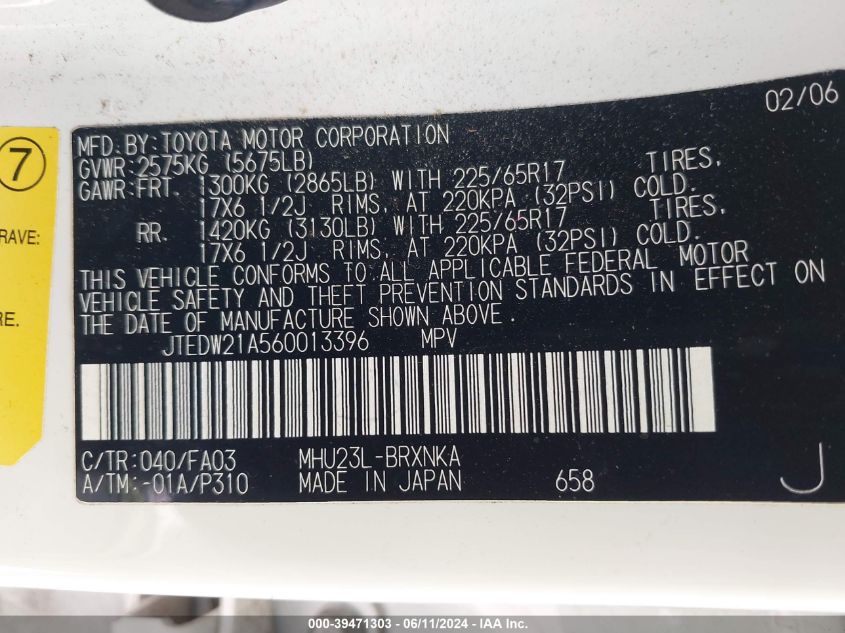 02/06
MFD.BY:TOYOTA MOTOR CORPORATION
GVWR:2575KG (5675LB)
GAWR:FRT. 1300KG (2865LB) WITH 225/65R17 TIRES,
17X6 1/2J RIMS, AT 220KPA (32PSI) COLD.
RR. 1420KG (3130LB) WITH 225/65R17 TIRES,
17X6 1/2J RIMS, AT 220KPA (32PSI) COLD.
THIS VEHICLE CONFORMS TO ALL APPLICABLE FEDERAL MOTOR
VEHICLE SAFETY AND THEFT PREVENTION STANDARDS IN EFFECT ON
THE DATE OF MANUFACTURE SHOWN ABOVE.
JTEDW21A560013396 MPV
C/TR:040/FA03 MHU23L-BRXNKA
A/TM:-01A/P310 MADE IN JAPAN 658 J
7
RAVE:
RE.
000-39471303 - 06/11/2024 - IAA Inc.